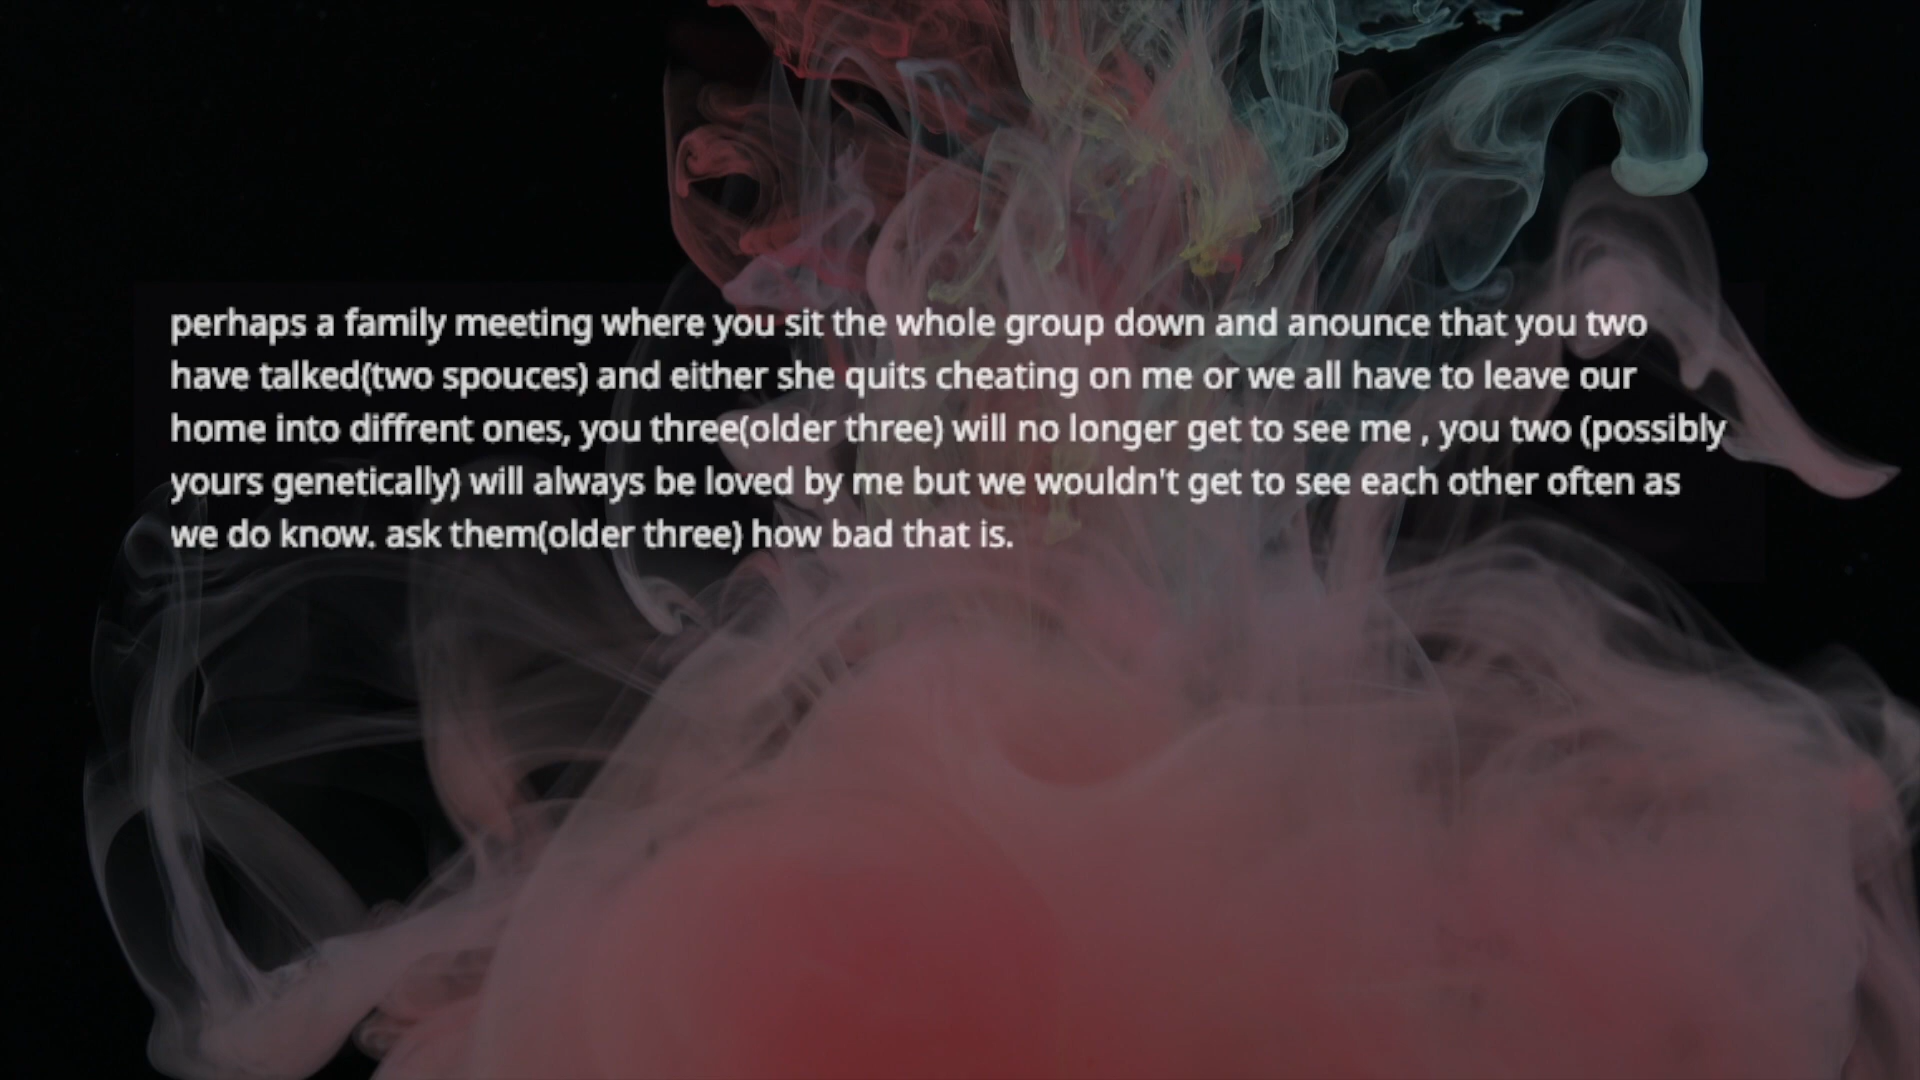 perhaps a family meeting where you sit the whole group down and anounce that you two
have talked(two spouces) and either she quits cheating on me or we all have to leave our
home into diffrent ones, you three(older three) will no longer get to see me , you two (possibly
yours genetically) will always be loved by me but we wouldn't get to see each other often as
we do know. ask them(older three) how bad that is.